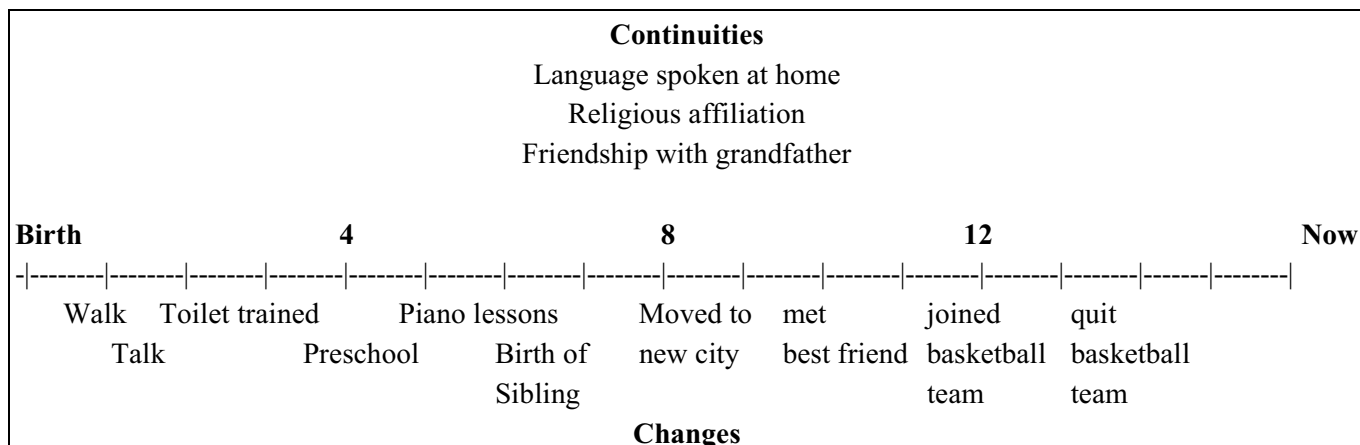 Continuities
Language spoken at home
Religious affiliation
Friendship with grandfather
Birth 4 8 12 Now
-|--------|--------|--------|--------|--------|--------|--------|--------|--------|--------|--------|--------|--------|---------|-------|--------|
Walk Toilet trained Piano lessons Moved to met joined quit
Talk Preschool Birth of new city best friend basketball basketball
Sibling team team
Changes